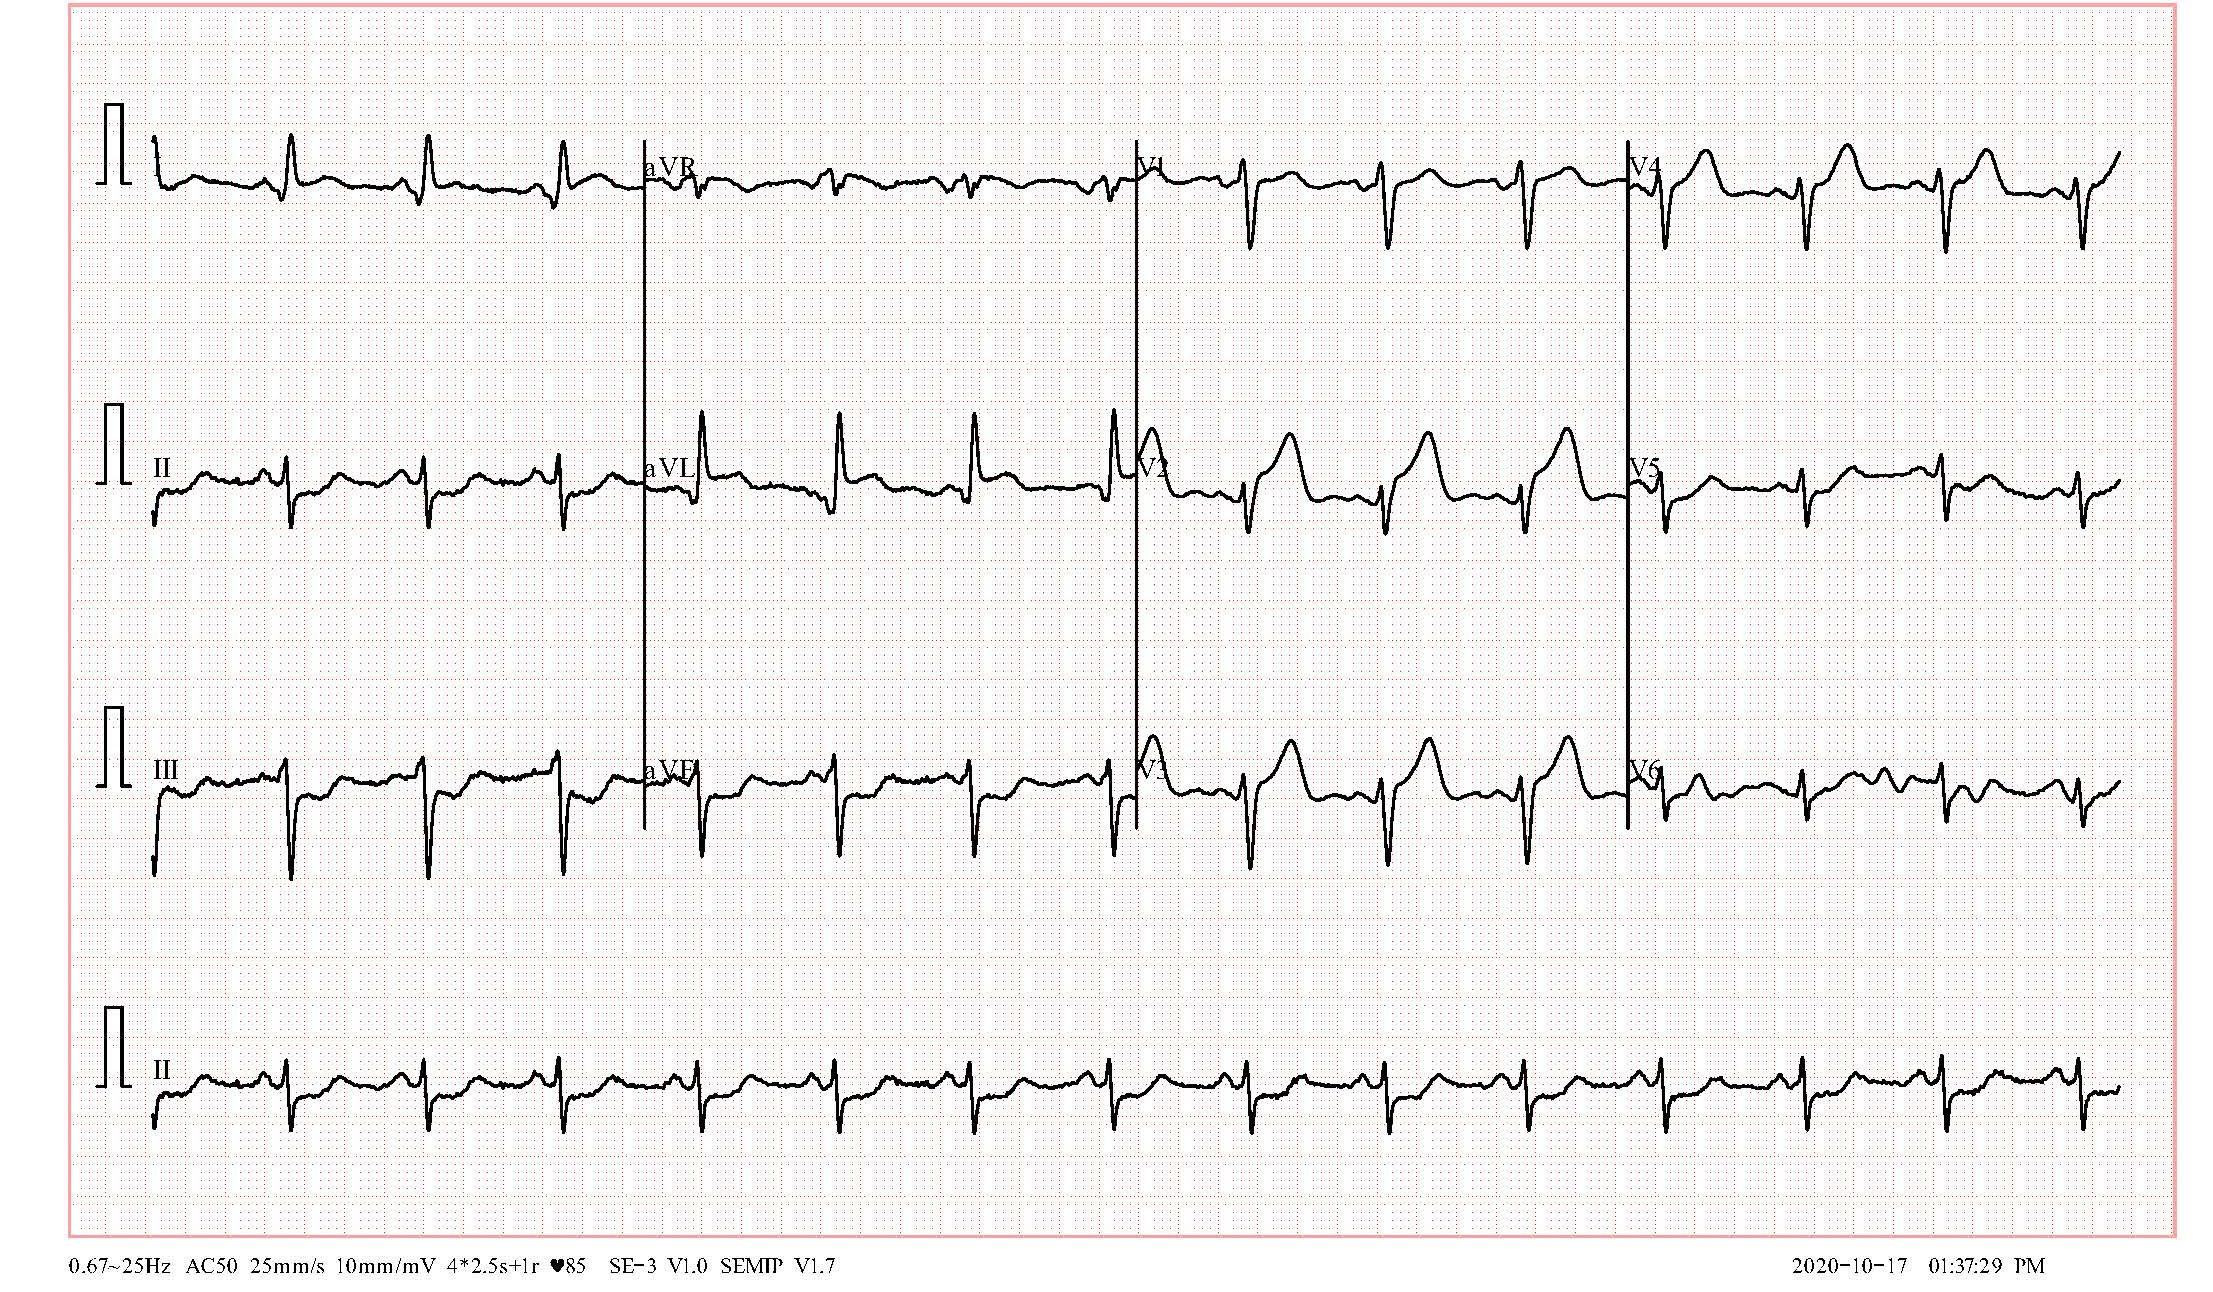 aVR V1 V4
II aVL V2 V5
III aVF V3 V6
II
0.67~25Hz AC50 25mm/s 10mm/mV 4*2.5s+1r ♥85 SE-3 V1.0 SEMIP V1.7 2020-10-17 01:37:29 PM